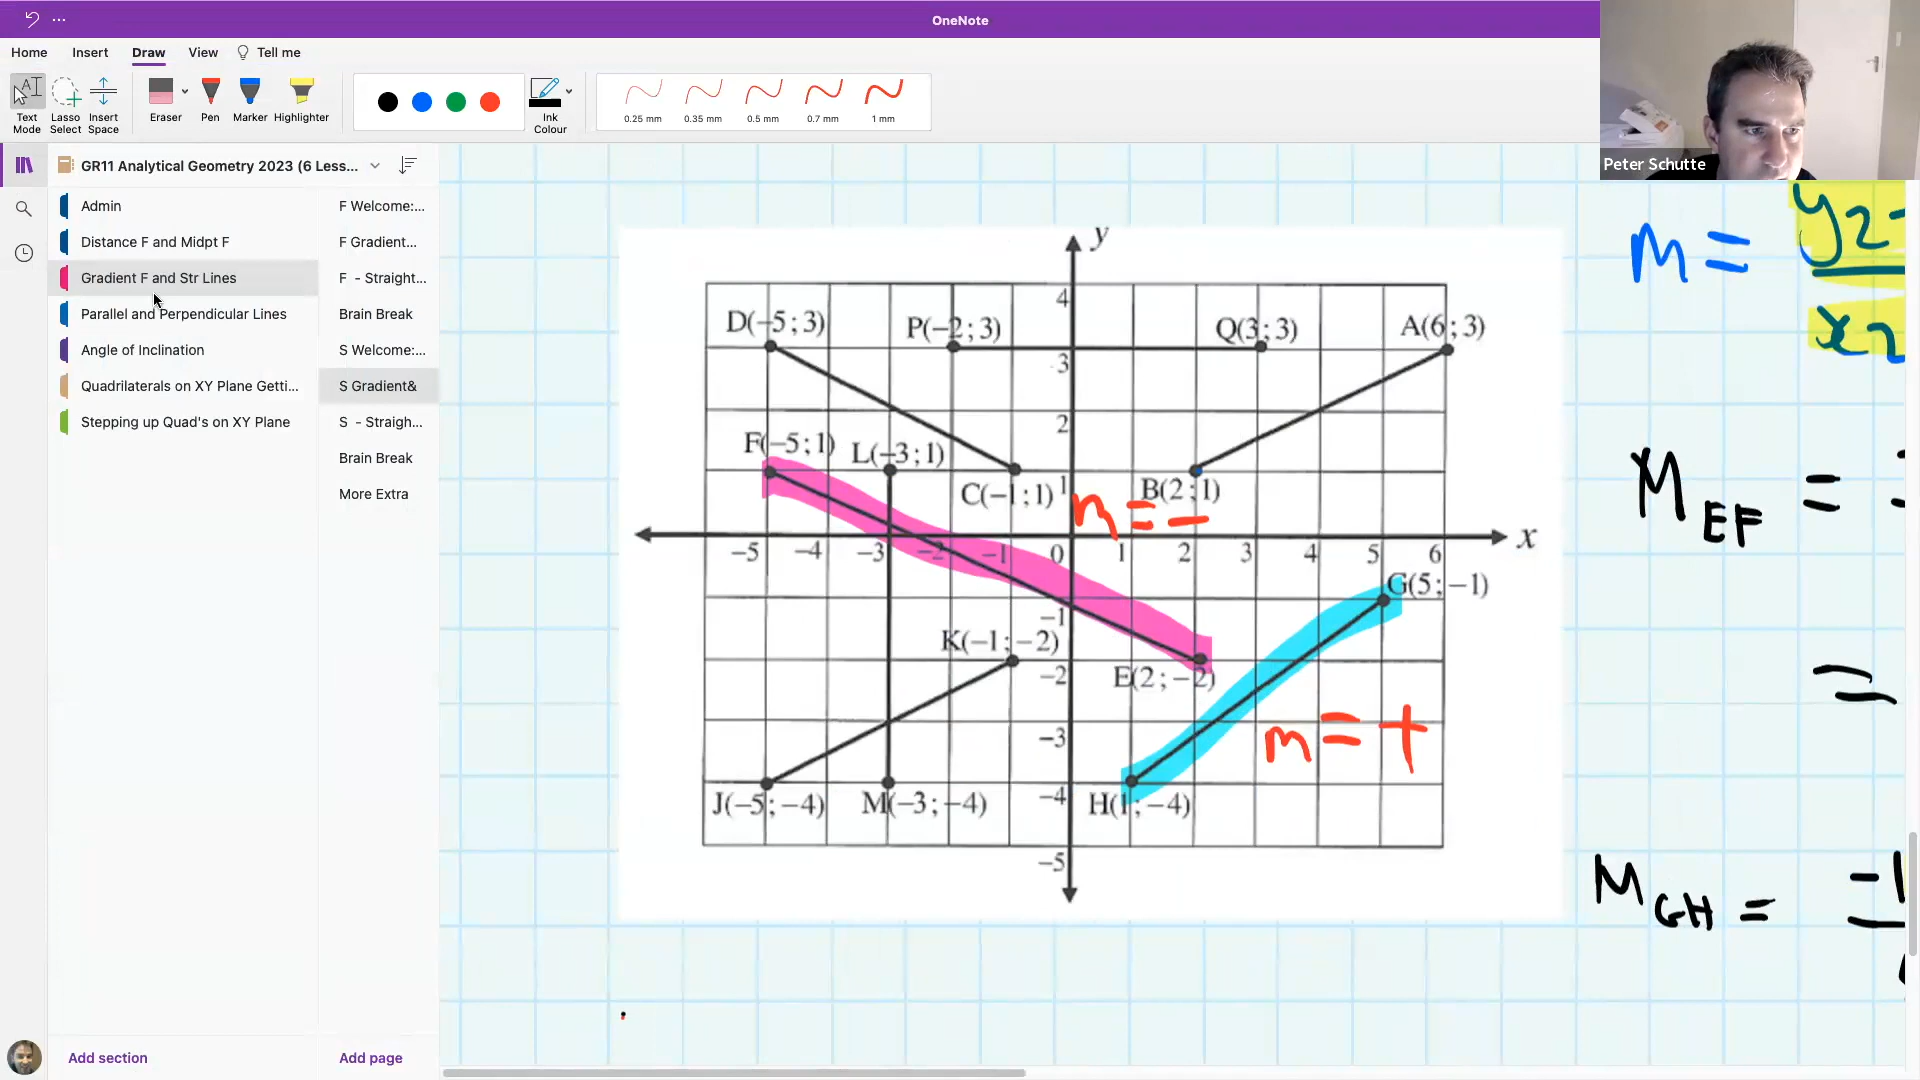 OneNote
Home Insert Draw View Tell me
Text Mode
Lasso Select
Insert Space
Eraser
Pen
Marker
Highlighter
Ink Colour
0.25 mm 0.35 mm 0.5 mm 0.7 mm 1 mm
Peter Schutte
GR11 Analytical Geometry 2023 (6 Less...
Admin
Distance F and Midpt F
Gradient F and Str Lines
Parallel and Perpendicular Lines
Angle of Inclination
Quadrilaterals on XY Plane Getti...
Stepping up Quad's on XY Plane
F Welcome:...
F Gradient...
F - Straight...
Brain Break
S Welcome:...
S Gradient&
S - Straigh...
Brain Break
More Extra
Add section
Add page
y
4
D(–5 ; 3) P(–2 ; 3) Q(3 ; 3) A(6 ; 3)
3
2
F(–5 ; 1) L(–3 ; 1)
C(–1 ; 1) 1 B(2 ; 1)
m = –
–5 –4 –3 –2 –1 0 1 2 3 4 5 6 x
G(5 ; –1)
–1
K(–1 ; –2)
–2 E(2 ; –2)
–3
m = +
J(–5 ; –4) M(–3 ; –4) –4 H(1 ; –4)
–5
m = y2 -
x2
M EF =
=
M GH = -1